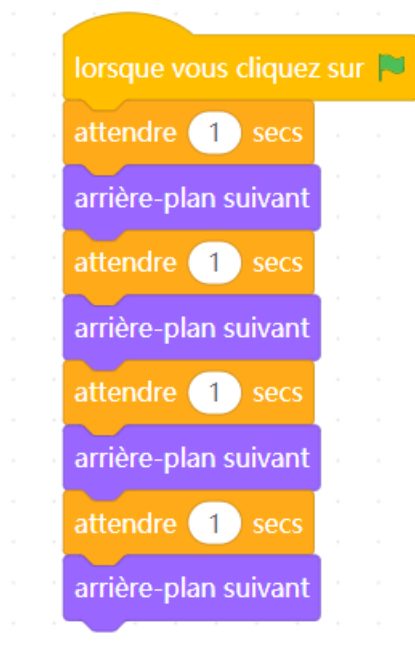 lorsque vous cliquez sur
attendre 1 secs
arrière-plan suivant
attendre 1 secs
arrière-plan suivant
attendre 1 secs
arrière-plan suivant
attendre 1 secs
arrière-plan suivant